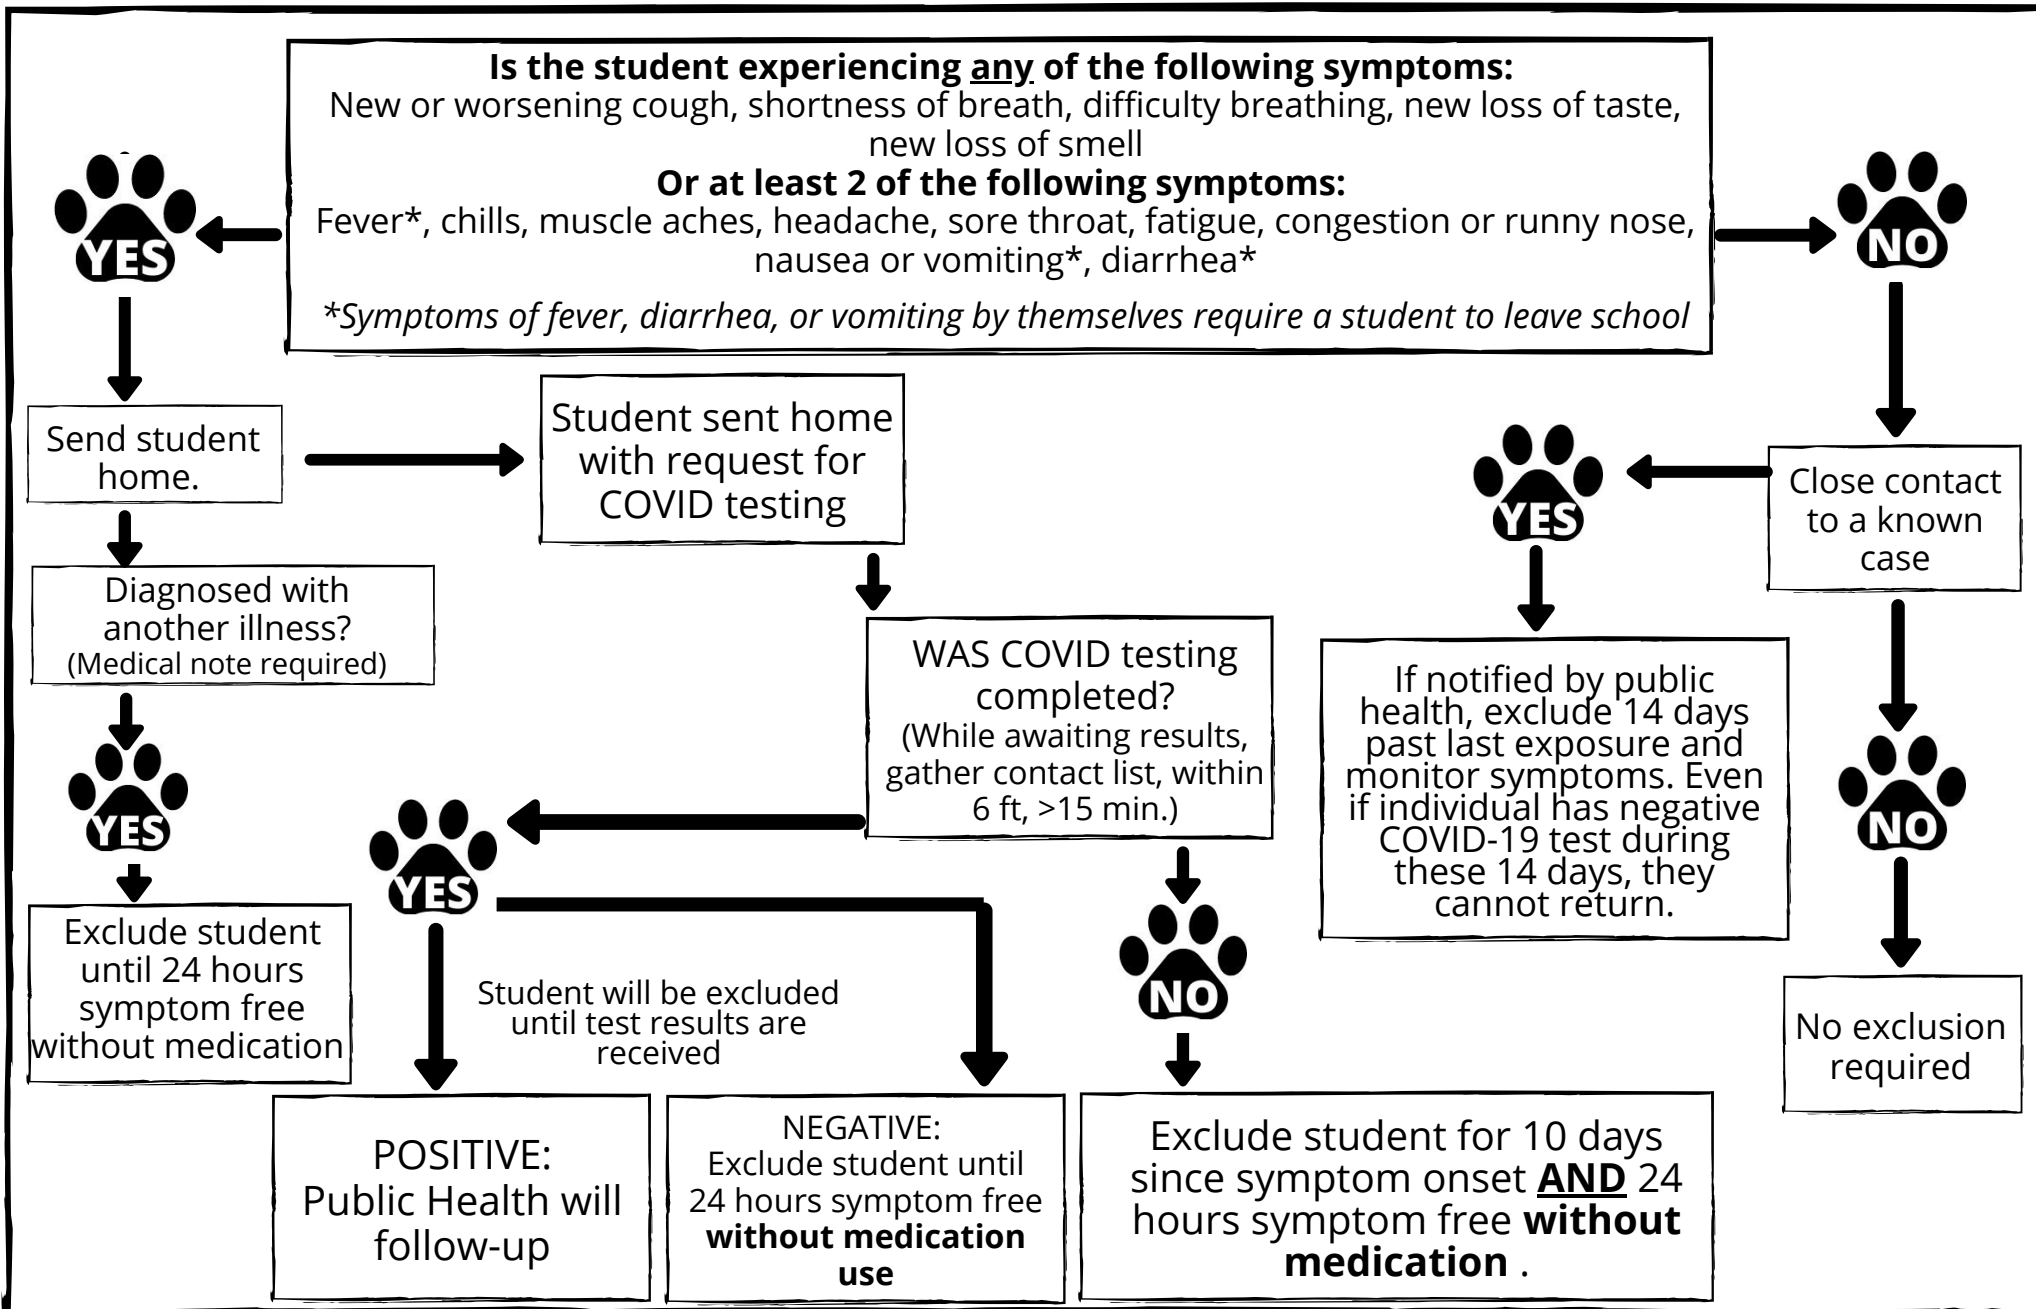 Is the student experiencing any of the following symptoms:
New or worsening cough, shortness of breath, difficulty breathing, new loss of taste,
new loss of smell
Or at least 2 of the following symptoms:
Fever*, chills, muscle aches, headache, sore throat, fatigue, congestion or runny nose,
nausea or vomiting*, diarrhea*
*Symptoms of fever, diarrhea, or vomiting by themselves require a student to leave school
YES
NO
Send student
home.
Student sent home
with request for
COVID testing
YES
Close contact
to a known
case
Diagnosed with
another illness?
(Medical note required)
WAS COVID testing
completed?
(While awaiting results,
gather contact list, within
6 ft, >15 min.)
If notified by public
health, exclude 14 days
past last exposure and
monitor symptoms. Even
if individual has negative
COVID-19 test during
these 14 days, they
cannot return.
YES
YES
NO
NO
Exclude student
until 24 hours
symptom free
without medication
Student will be excluded
until test results are
received
No exclusion
required
POSITIVE:
Public Health will
follow-up
NEGATIVE:
Exclude student until
24 hours symptom free
without medication
use
Exclude student for 10 days
since symptom onset AND 24
hours symptom free without
medication .